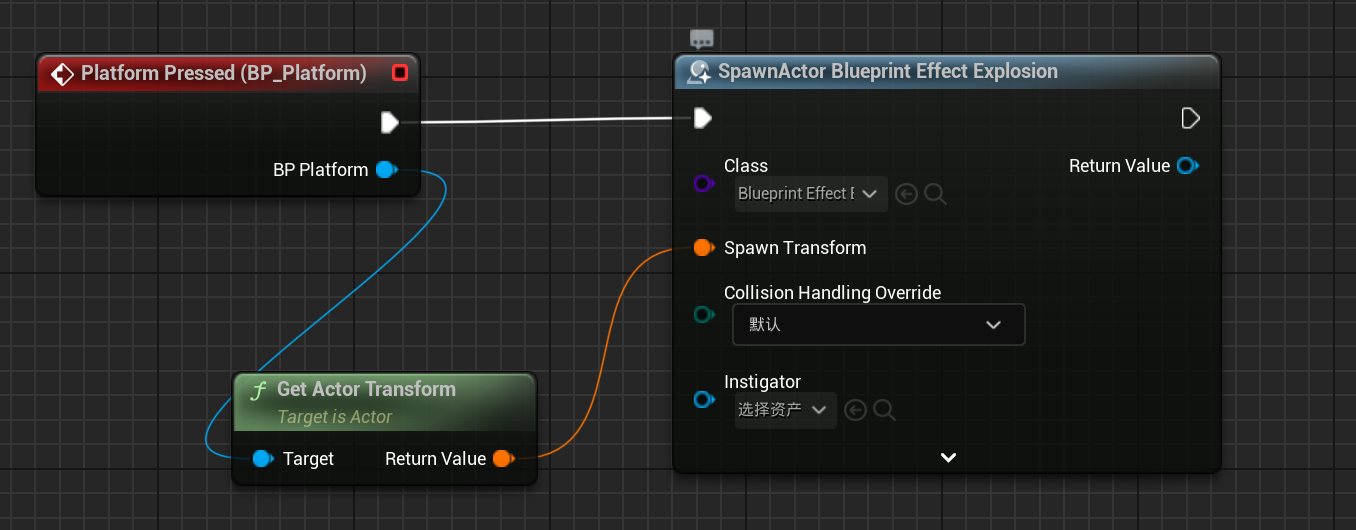 Platform Pressed (BP_Platform)
BP Platform
SpawnActor Blueprint Effect Explosion
Class
Blueprint Effect E
Return Value
Spawn Transform
Collision Handling Override
默认
Instigator
选择资产
Get Actor Transform
Target is Actor
Target
Return Value